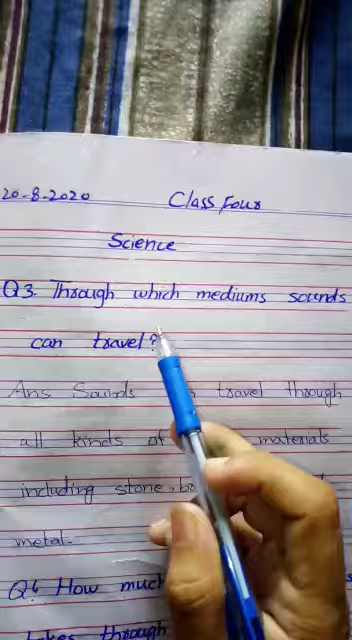 20-8-2020 Class Four
Science
Q3. Through which mediums sounds
can travel?
Ans Sounds travel through
all kinds of materials
including stone,
metal.
Q4 How much
takes through